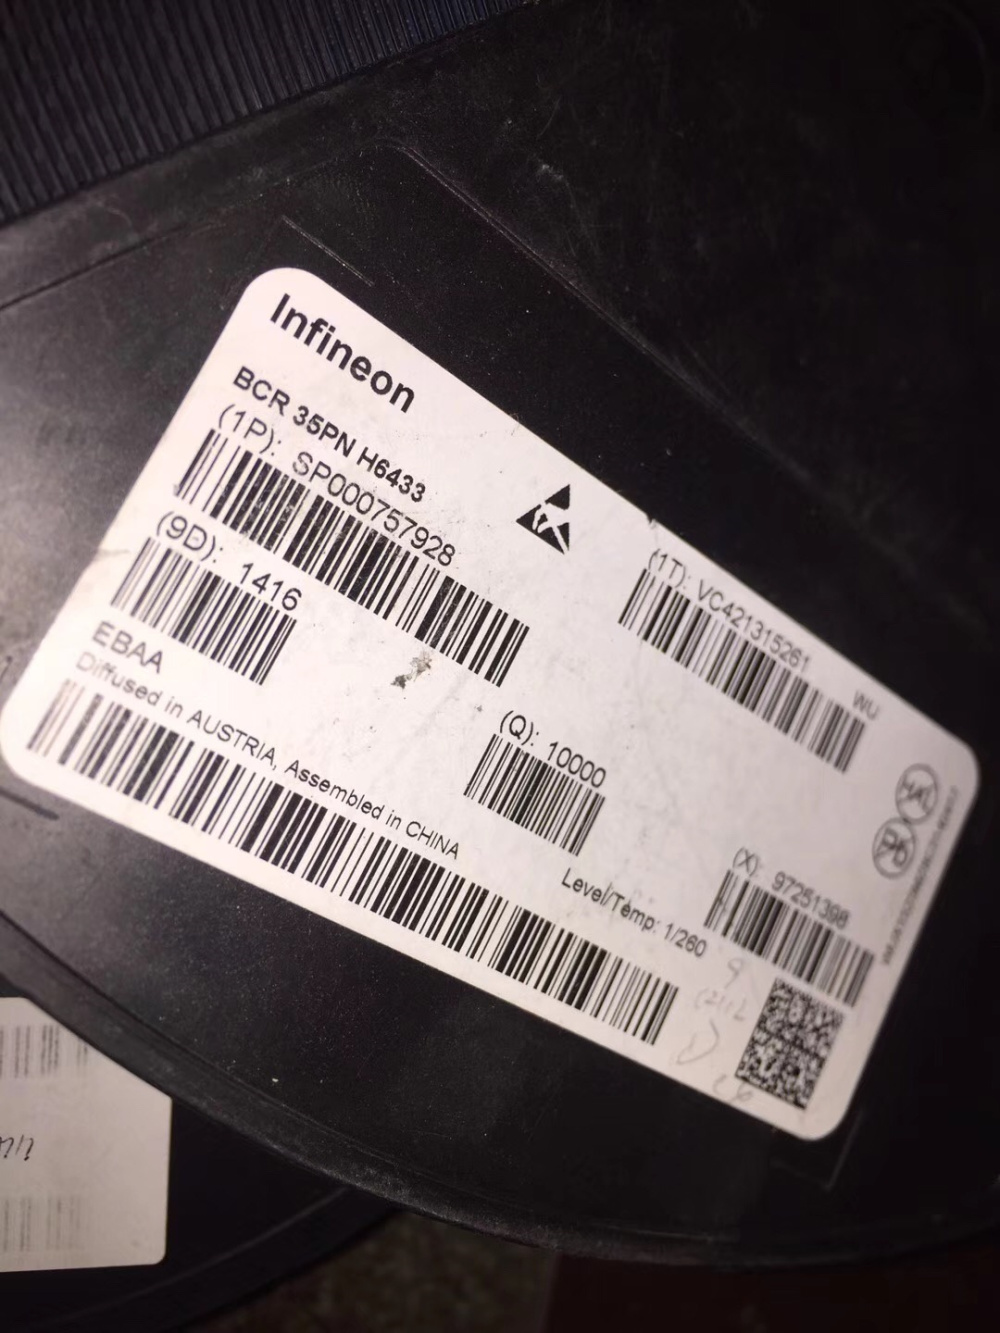 Infineon
BCR 35PN H6433
(1P): SP000757928
(9D): 1416
EBAA
Diffused in AUSTRIA, Assembled in CHINA
(1T): VC421315261
WU
(Q): 10000
Level/Temp: 1/260
(X): 97251398